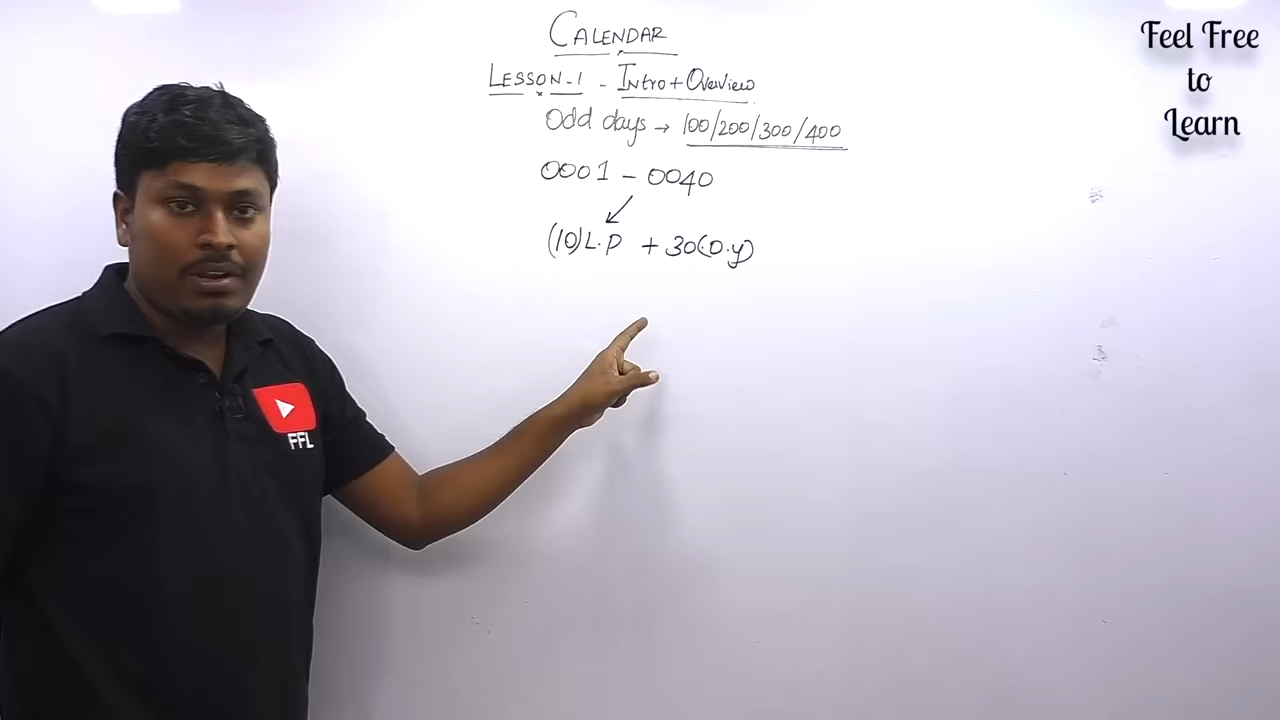 CALENDAR
LESSON-1 - Intro + Overview
Odd days → 100/200/300/400
0001 - 0040
(10)L.P + 30(O.y)
Feel Free
to
Learn
FFL